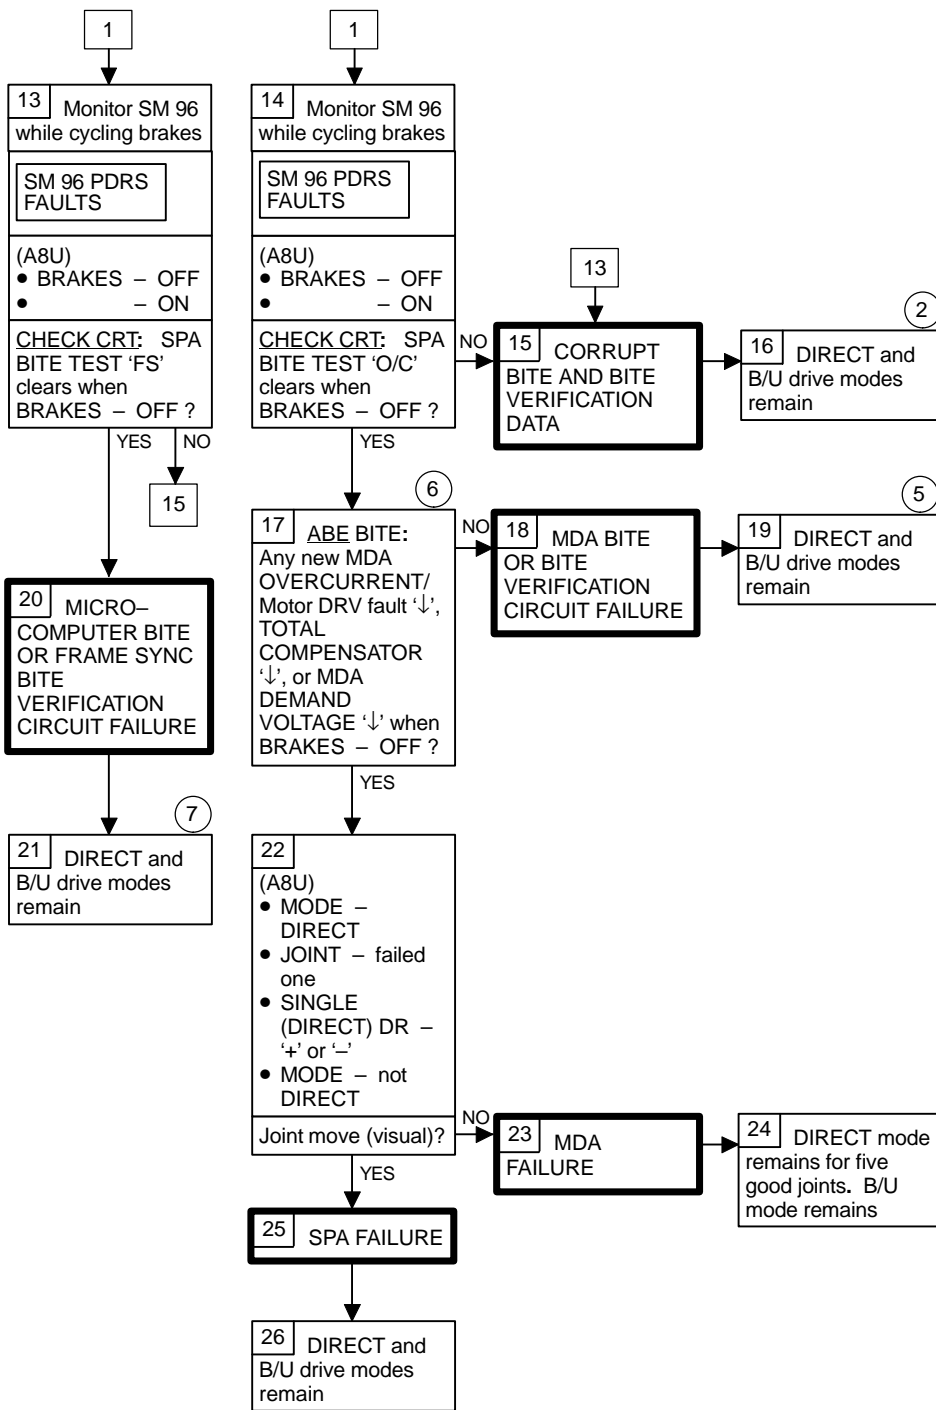 1
13 Monitor SM 96
while cycling brakes
SM 96 PDRS
FAULTS
(A8U)
• BRAKES – OFF
• – ON
CHECK CRT: SPA
BITE TEST ‘FS’
clears when
BRAKES – OFF ?
YES
NO
15
20 MICRO–
COMPUTER BITE
OR FRAME SYNC
BITE
VERIFICATION
CIRCUIT FAILURE
7
21 DIRECT and
B/U drive modes
remain
1
14 Monitor SM 96
while cycling brakes
SM 96 PDRS
FAULTS
(A8U)
• BRAKES – OFF
• – ON
CHECK CRT: SPA
BITE TEST ‘O/C’
clears when
BRAKES – OFF ?
NO
YES
13
15 CORRUPT
BITE AND BITE
VERIFICATION
DATA
2
16 DIRECT and
B/U drive modes
remain
6
17 ABE BITE:
Any new MDA
OVERCURRENT/
Motor DRV fault ‘↓’,
TOTAL
COMPENSATOR
‘↓’, or MDA
DEMAND
VOLTAGE ‘↓’ when
BRAKES – OFF ?
NO
YES
18 MDA BITE
OR BITE
VERIFICATION
CIRCUIT FAILURE
5
19 DIRECT and
B/U drive modes
remain
22
(A8U)
• MODE –
DIRECT
• JOINT – failed
one
• SINGLE
(DIRECT) DR –
‘+’ or ‘–’
• MODE – not
DIRECT
Joint move (visual)?
NO
YES
23 MDA
FAILURE
24 DIRECT mode
remains for five
good joints. B/U
mode remains
25 SPA FAILURE
26 DIRECT and
B/U drive modes
remain